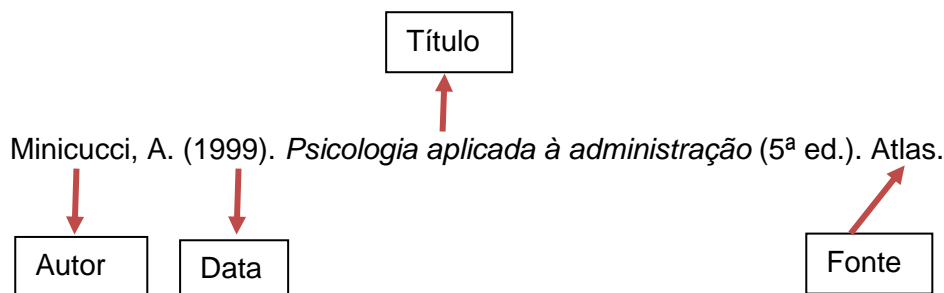 Título
Minicucci, A. (1999). Psicologia aplicada à administração (5ª ed.). Atlas.
Autor
Data
Fonte